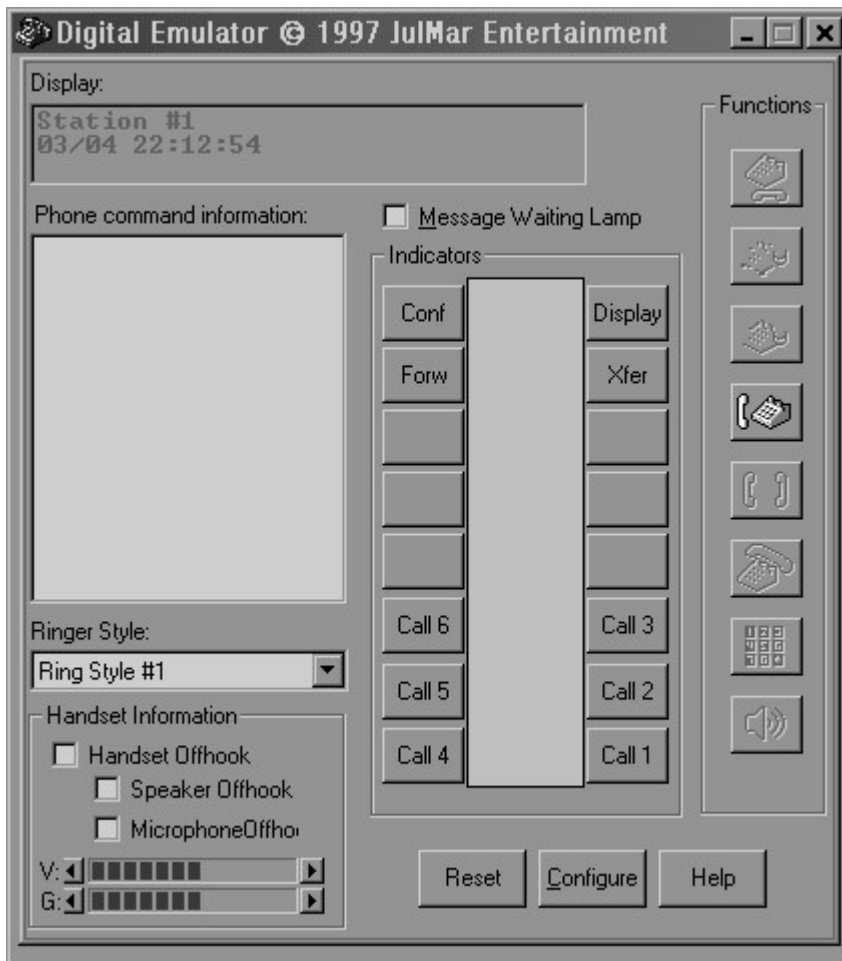 Digital Emulator © 1997 JulMar Entertainment
Display:
Station #1
03/04 22:12:54
Functions
Phone command information:
Message Waiting Lamp
Indicators
Conf
Display
Forw
Xfer
Call 6
Call 3
Call 5
Call 2
Call 4
Call 1
Ringer Style:
Ring Style #1
Handset Information
Handset Offhook
Speaker Offhook
MicrophoneOffho
V:
G:
Reset
Configure
Help